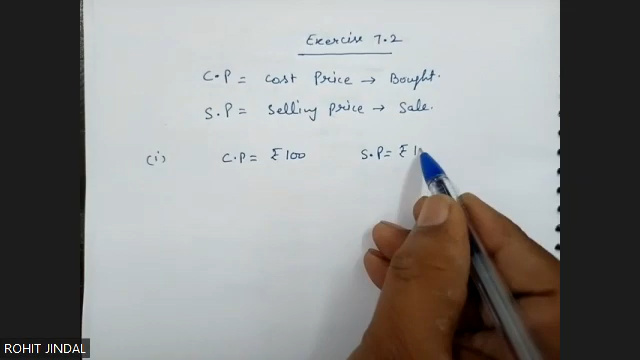 Exercise 7.2
C.P = Cost Price → Bought.
S.P = Selling price → Sale.
(i) C.P = ₹ 100 S.P = ₹ 1
ROHIT JINDAL